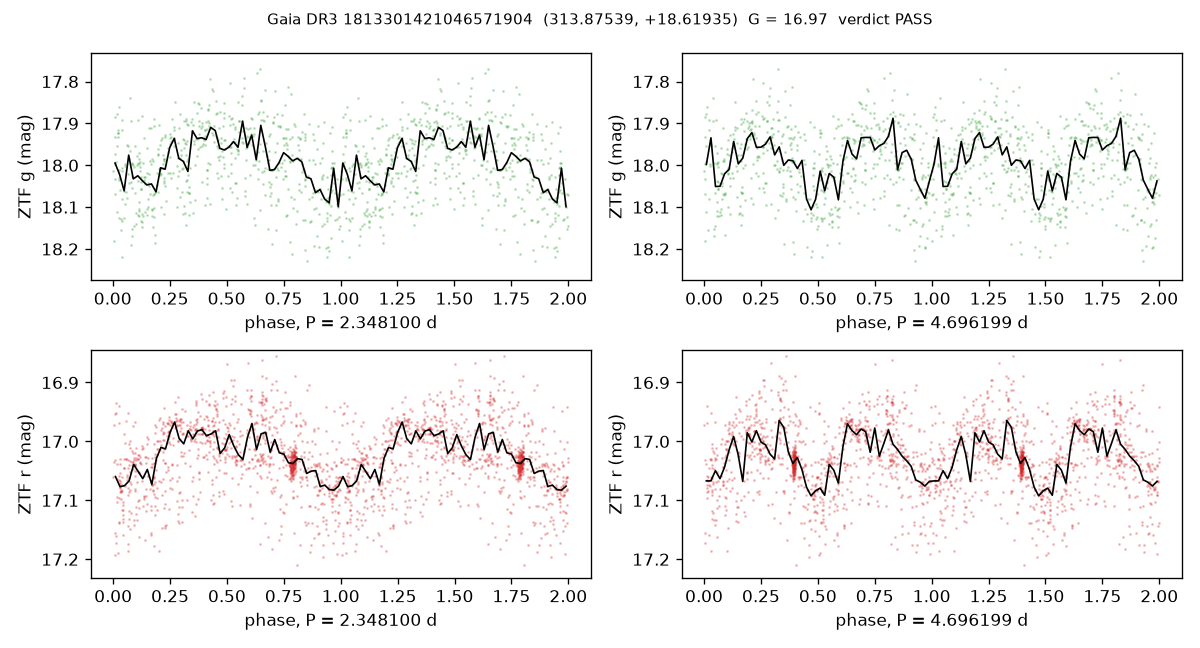 Gaia DR3 1813301421046571904 (313.87539, +18.61935) G = 16.97 verdict PASS
ZTF g (mag)
17.8
17.9
18.0
18.1
18.2
0.00 0.25 0.50 0.75 1.00 1.25 1.50 1.75 2.00
phase, P = 2.348100 d
ZTF g (mag)
17.8
17.9
18.0
18.1
18.2
0.00 0.25 0.50 0.75 1.00 1.25 1.50 1.75 2.00
phase, P = 4.696199 d
ZTF r (mag)
16.9
17.0
17.1
17.2
0.00 0.25 0.50 0.75 1.00 1.25 1.50 1.75 2.00
phase, P = 2.348100 d
ZTF r (mag)
16.9
17.0
17.1
17.2
0.00 0.25 0.50 0.75 1.00 1.25 1.50 1.75 2.00
phase, P = 4.696199 d